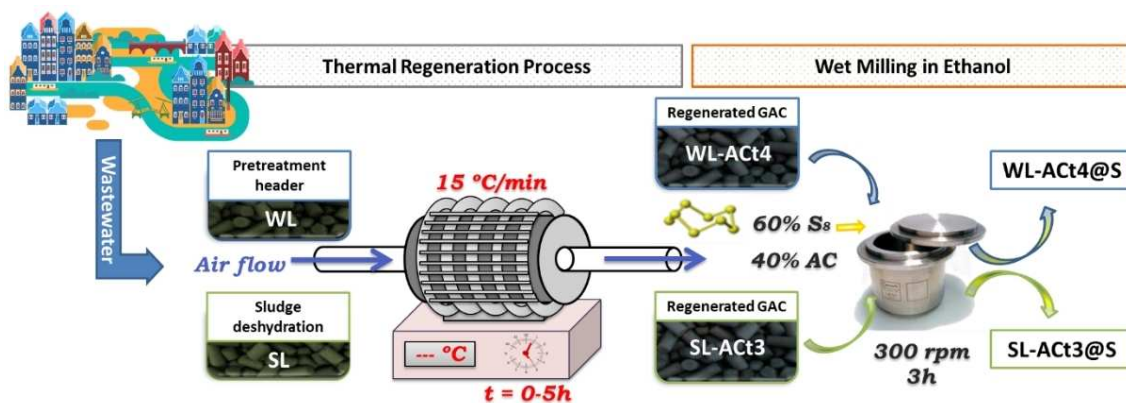 Thermal Regeneration Process
Wet Milling in Ethanol
Wastewater
Pretreatment
header
WL
Air flow
Sludge
deshydration
SL
15 ºC/min
--- ºC
t = 0-5h
Regenerated GAC
WL-ACt4
60% S₈
40% AC
Regenerated GAC
SL-ACt3
300 rpm
3h
WL-ACt4@S
SL-ACt3@S